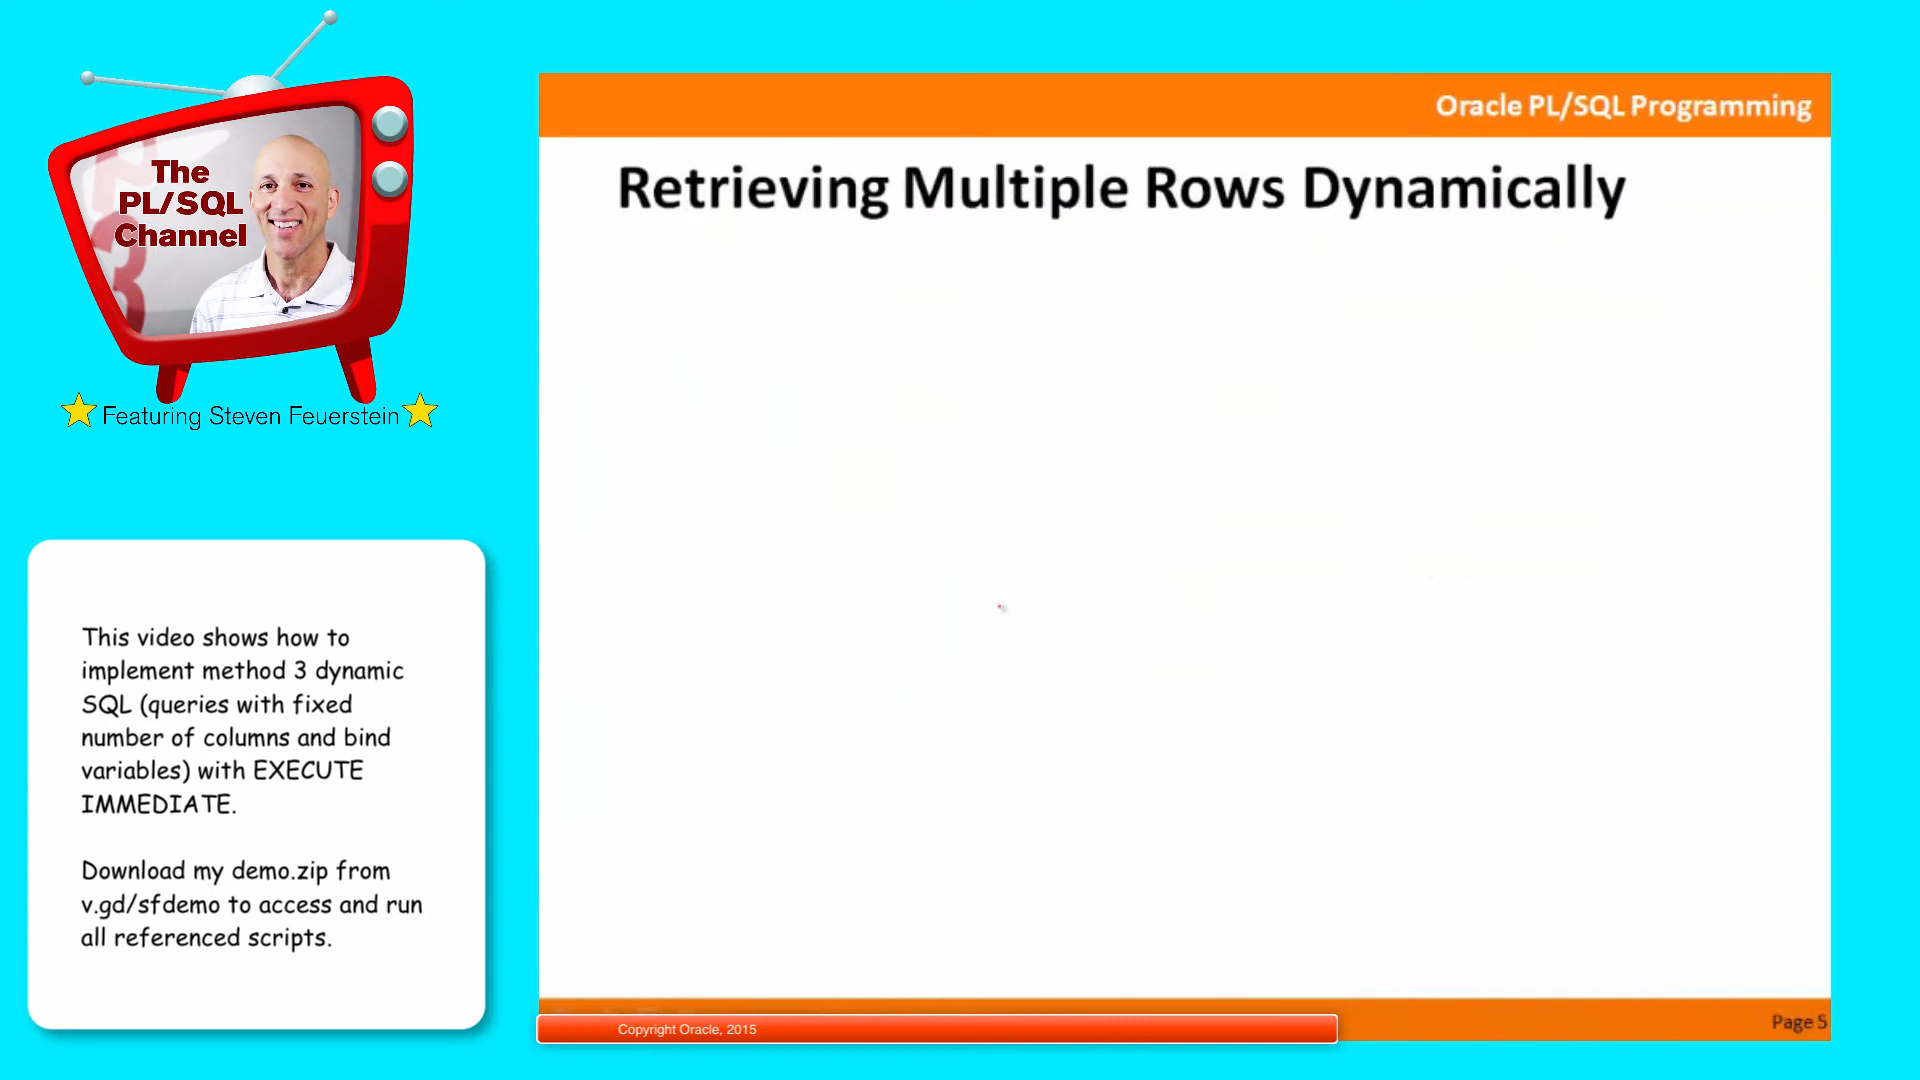 The
PL/SQL
Channel
Featuring Steven Feuerstein
This video shows how to
implement method 3 dynamic
SQL (queries with fixed
number of columns and bind
variables) with EXECUTE
IMMEDIATE.
Download my demo.zip from
v.gd/sfdemo to access and run
all referenced scripts.
Oracle PL/SQL Programming
Retrieving Multiple Rows Dynamically
Copyright Oracle, 2015
Page 5